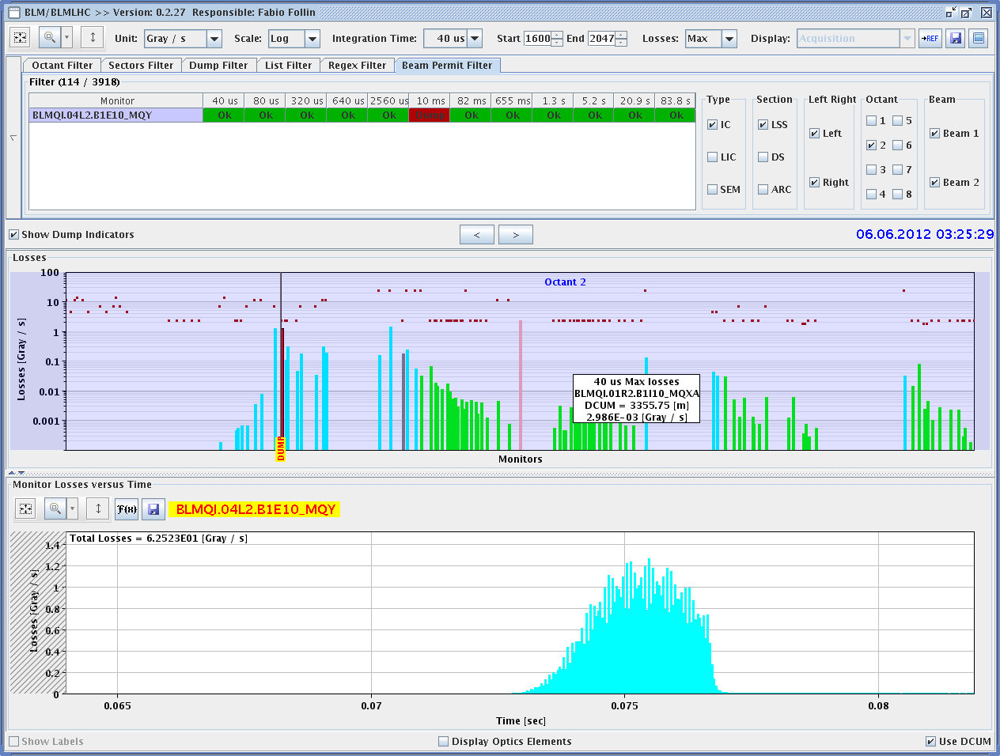 BLM/BLMLHC >> Version: 0.2.27 Responsible: Fabio Follin
Unit: Gray / s Scale: Log Integration Time: 40 us Start 1600 End 2047 Losses: Max Display: Acquisition →REF
Octant Filter Sectors Filter Dump Filter List Filter Regex Filter Beam Permit Filter
Filter (114 / 3918)
Monitor 40 us 80 us 320 us 640 us 2560 us 10 ms 82 ms 655 ms 1.3 s 5.2 s 20.9 s 83.8 s
BLMQI.04L2.B1E10_MQY Ok Ok Ok Ok Ok Dump Ok Ok Ok Ok Ok Ok
Type Section Left Right Octant Beam
IC LSS Left 1 5 Beam 1
LIC DS 2 6
SEM ARC Right 3 7 Beam 2
4 8
Show Dump Indicators < > 06.06.2012 03:25:29
Losses
Octant 2
100
10
1
0.1
0.01
0.001
Losses [Gray / s]
40 us Max losses
BLMQI.01R2.B1I10_MQXA
DCUM = 3355.75 [m]
2.986E-03 [Gray / s]
DUMP
Monitors
Monitor Losses versus Time
F(x) BLMQI.04L2.B1E10_MQY
Total Losses = 6.2523E01 [Gray / s]
1.4
1.2
1
0.8
0.6
0.4
0.2
0
Losses [Gray / s]
0.065 0.07 0.075 0.08
Time [sec]
Show Labels Display Optics Elements Use DCUM